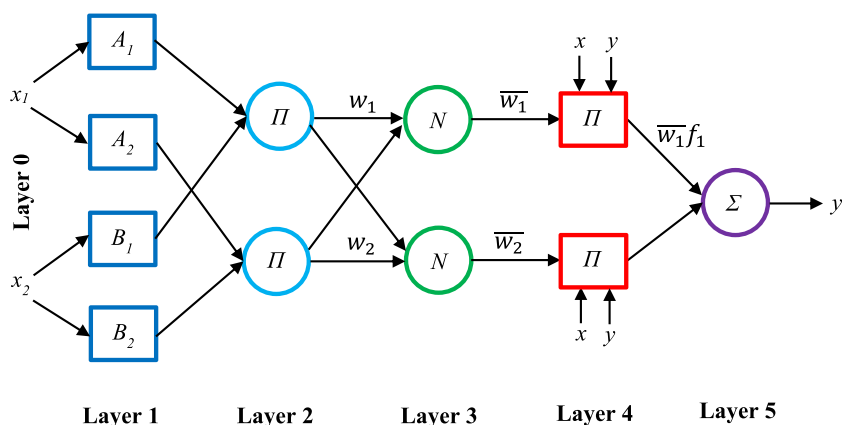 x y
A₁
x₁
w₁
w̅₁
Π
N
Π
A₂
w̅₁f₁
Layer 0
Σ
y
B₁
w₂
w̅₂
x₂
Π
N
Π
B₂
x y
Layer 1 Layer 2 Layer 3 Layer 4 Layer 5